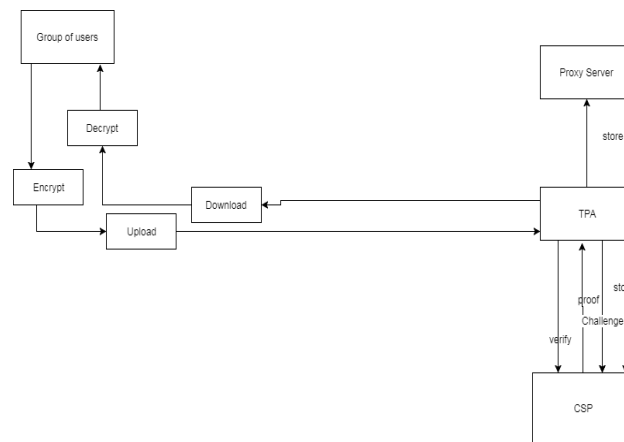 Group of users
Proxy Server
Decrypt
store
Encrypt
Download
TPA
Upload
proof
Challenge
verify
CSP